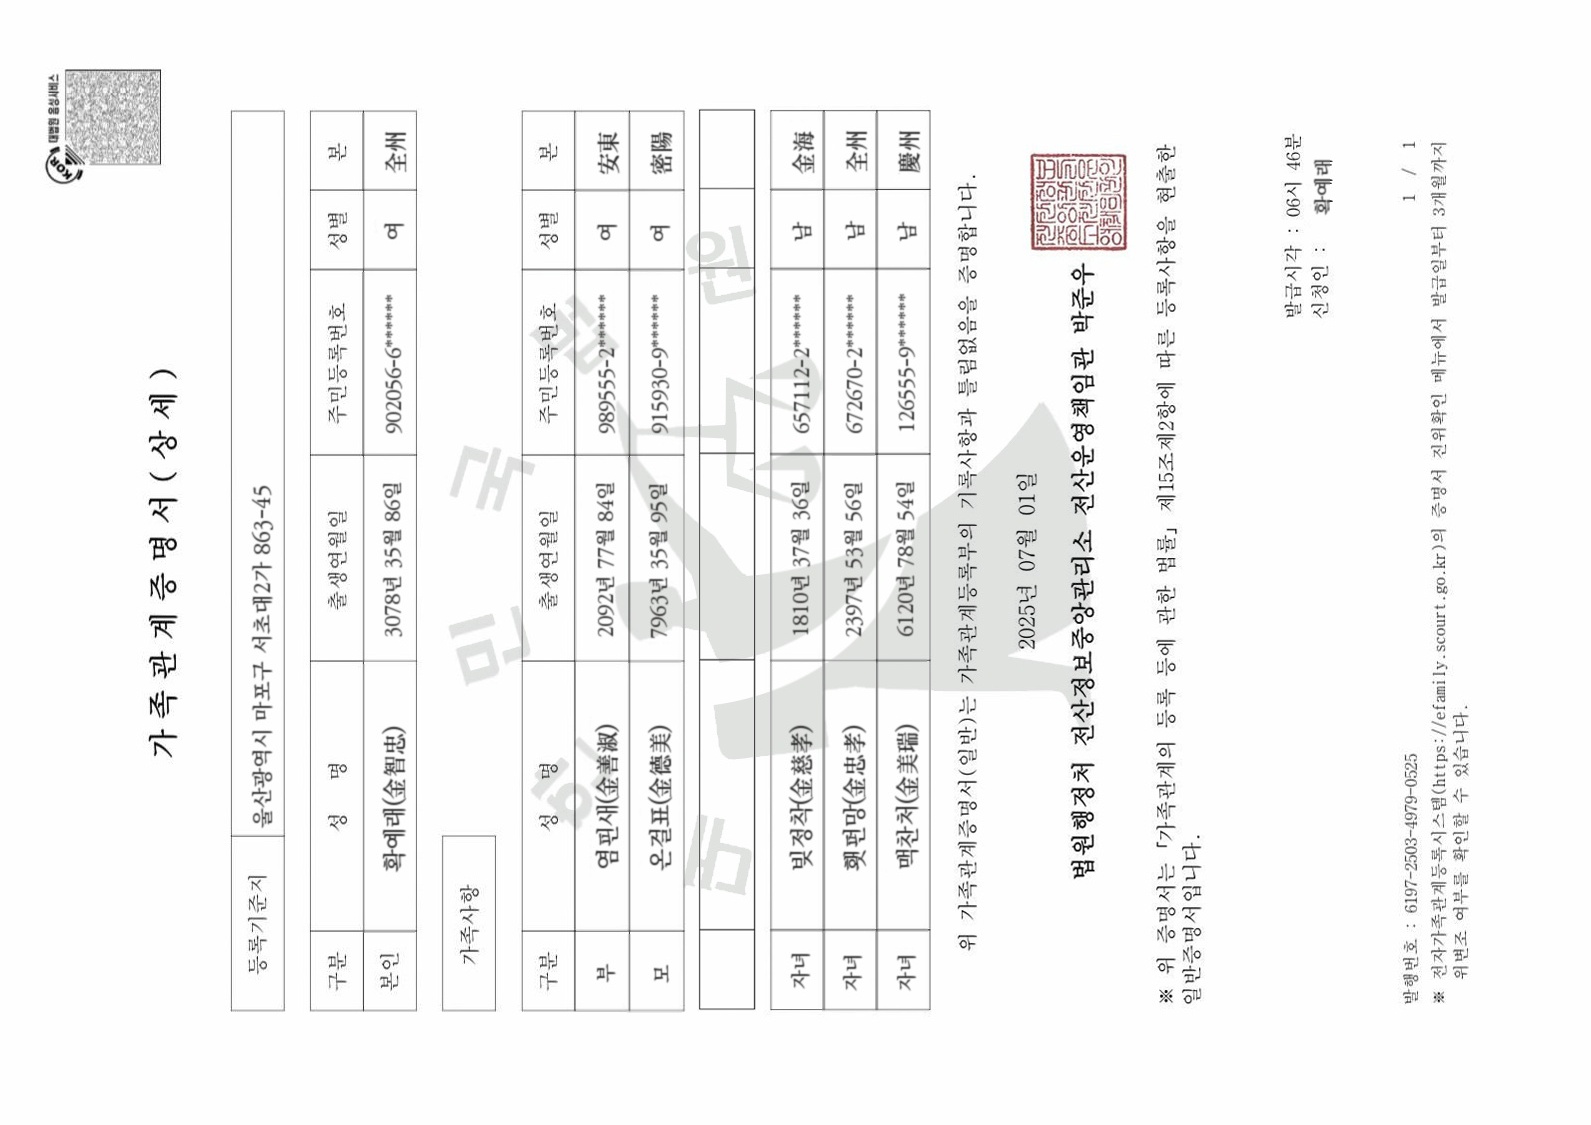 KOR 대법원 음성서비스
가 족 관 계 증 명 서 ( 상 세 )
등록기준지 울산광역시 마포구 서초대2가 863-45
구분 성 명 출생연월일 주민등록번호 성별 본
본인 확예래(金智忠) 3078년 35월 86일 902056-6****** 여 全州
가족사항
구분 성 명 출생연월일 주민등록번호 성별 본
부 염핀새(金善淑) 2092년 77월 84일 989555-2****** 여 安東
모 온걸표(金德美) 7963년 35월 95일 915930-9****** 여 密陽
자녀 빚정착(金慈孝) 1810년 37월 36일 657112-2****** 남 金海
자녀 횃펀망(金忠孝) 2397년 53월 56일 672670-2****** 남 全州
자녀 맥찬처(金美瑞) 6120년 78월 54일 126555-9****** 남 慶州
위 가족관계증명서(일반)는 가족관계등록부의 기록사항과 틀림없음을 증명합니다.
2025년 07월 01일
법원행정처 전산정보중앙관리소 전산운영책임관 박준우
※ 위 증명서는 「가족관계의 등록 등에 관한 법률」 제15조제2항에 따른 등록사항을 현출한
일반증명서입니다.
발급시각 : 06시 46분
신청인 : 확예래
발행번호 : 6197-2503-4979-0525 1 / 1
※ 전자가족관계등록시스템(https://efamily.scourt.go.kr)의 증명서 진위확인 메뉴에서 발급일부터 3개월까지
위변조 여부를 확인할 수 있습니다.